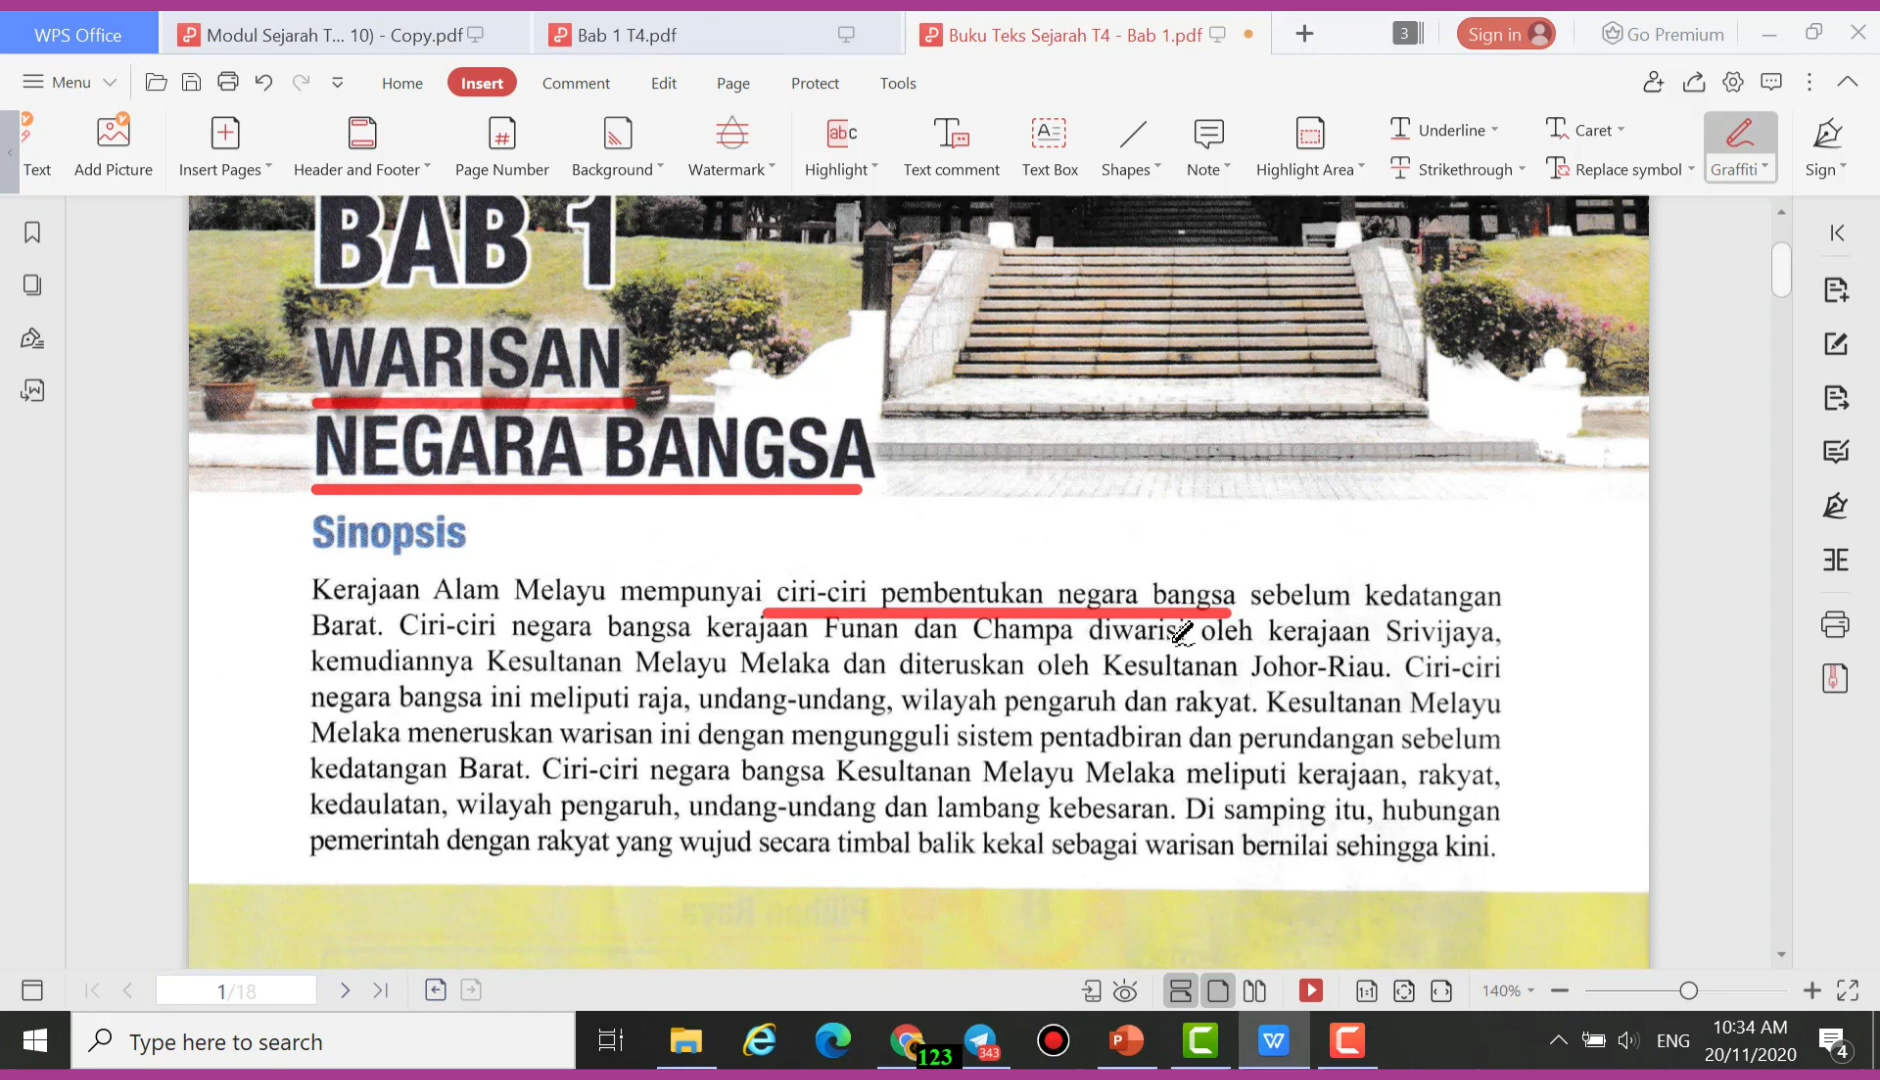 WPS Office
Modul Sejarah T... 10) - Copy.pdf
Bab 1 T4.pdf
Buku Teks Sejarah T4 - Bab 1.pdf
3
Sign in
Go Premium
Menu
Home
Insert
Comment
Edit
Page
Protect
Tools
Text
Add Picture
Insert Pages
Header and Footer
Page Number
Background
Watermark
Highlight
Text comment
Text Box
Shapes
Note
Highlight Area
Underline
Strikethrough
Caret
Replace symbol
Graffiti
Sign
BAB 1
WARISAN
NEGARA BANGSA
Sinopsis
Kerajaan Alam Melayu mempunyai ciri-ciri pembentukan negara bangsa sebelum kedatangan
Barat. Ciri-ciri negara bangsa kerajaan Funan dan Champa diwarisi oleh kerajaan Srivijaya,
kemudiannya Kesultanan Melayu Melaka dan diteruskan oleh Kesultanan Johor-Riau. Ciri-ciri
negara bangsa ini meliputi raja, undang-undang, wilayah pengaruh dan rakyat. Kesultanan Melayu
Melaka meneruskan warisan ini dengan mengungguli sistem pentadbiran dan perundangan sebelum
kedatangan Barat. Ciri-ciri negara bangsa Kesultanan Melayu Melaka meliputi kerajaan, rakyat,
kedaulatan, wilayah pengaruh, undang-undang dan lambang kebesaran. Di samping itu, hubungan
pemerintah dengan rakyat yang wujud secara timbal balik kekal sebagai warisan bernilai sehingga kini.
1/18
140%
Type here to search
123
343
ENG
10:34 AM
20/11/2020
4